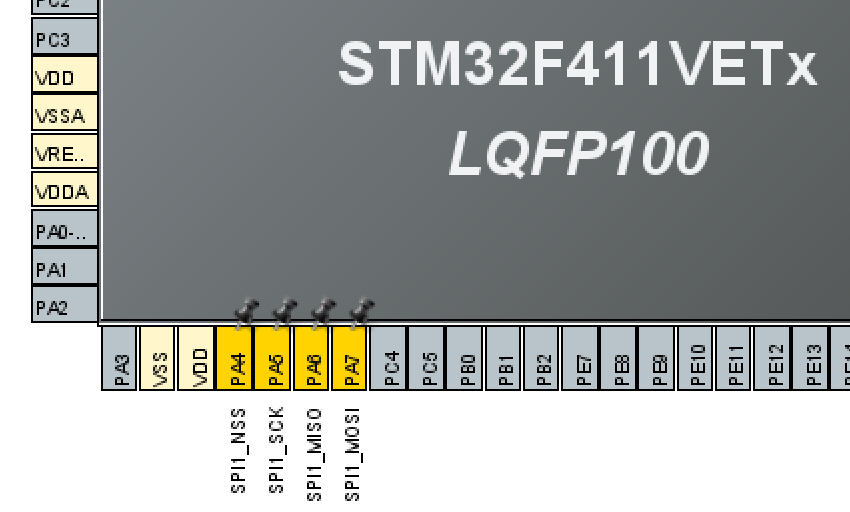 PC2
PC3
VDD
VSSA
VRE..
VDDA
PA0-..
PA1
PA2
STM32F411VETx
LQFP100
PA3
VSS
VDD
PA4
PA5
PA6
PA7
PC4
PC5
PB0
PB1
PB2
PE7
PE8
PE9
PE10
PE11
PE12
PE13
PE14
SPI1_NSS
SPI1_SCK
SPI1_MISO
SPI1_MOSI